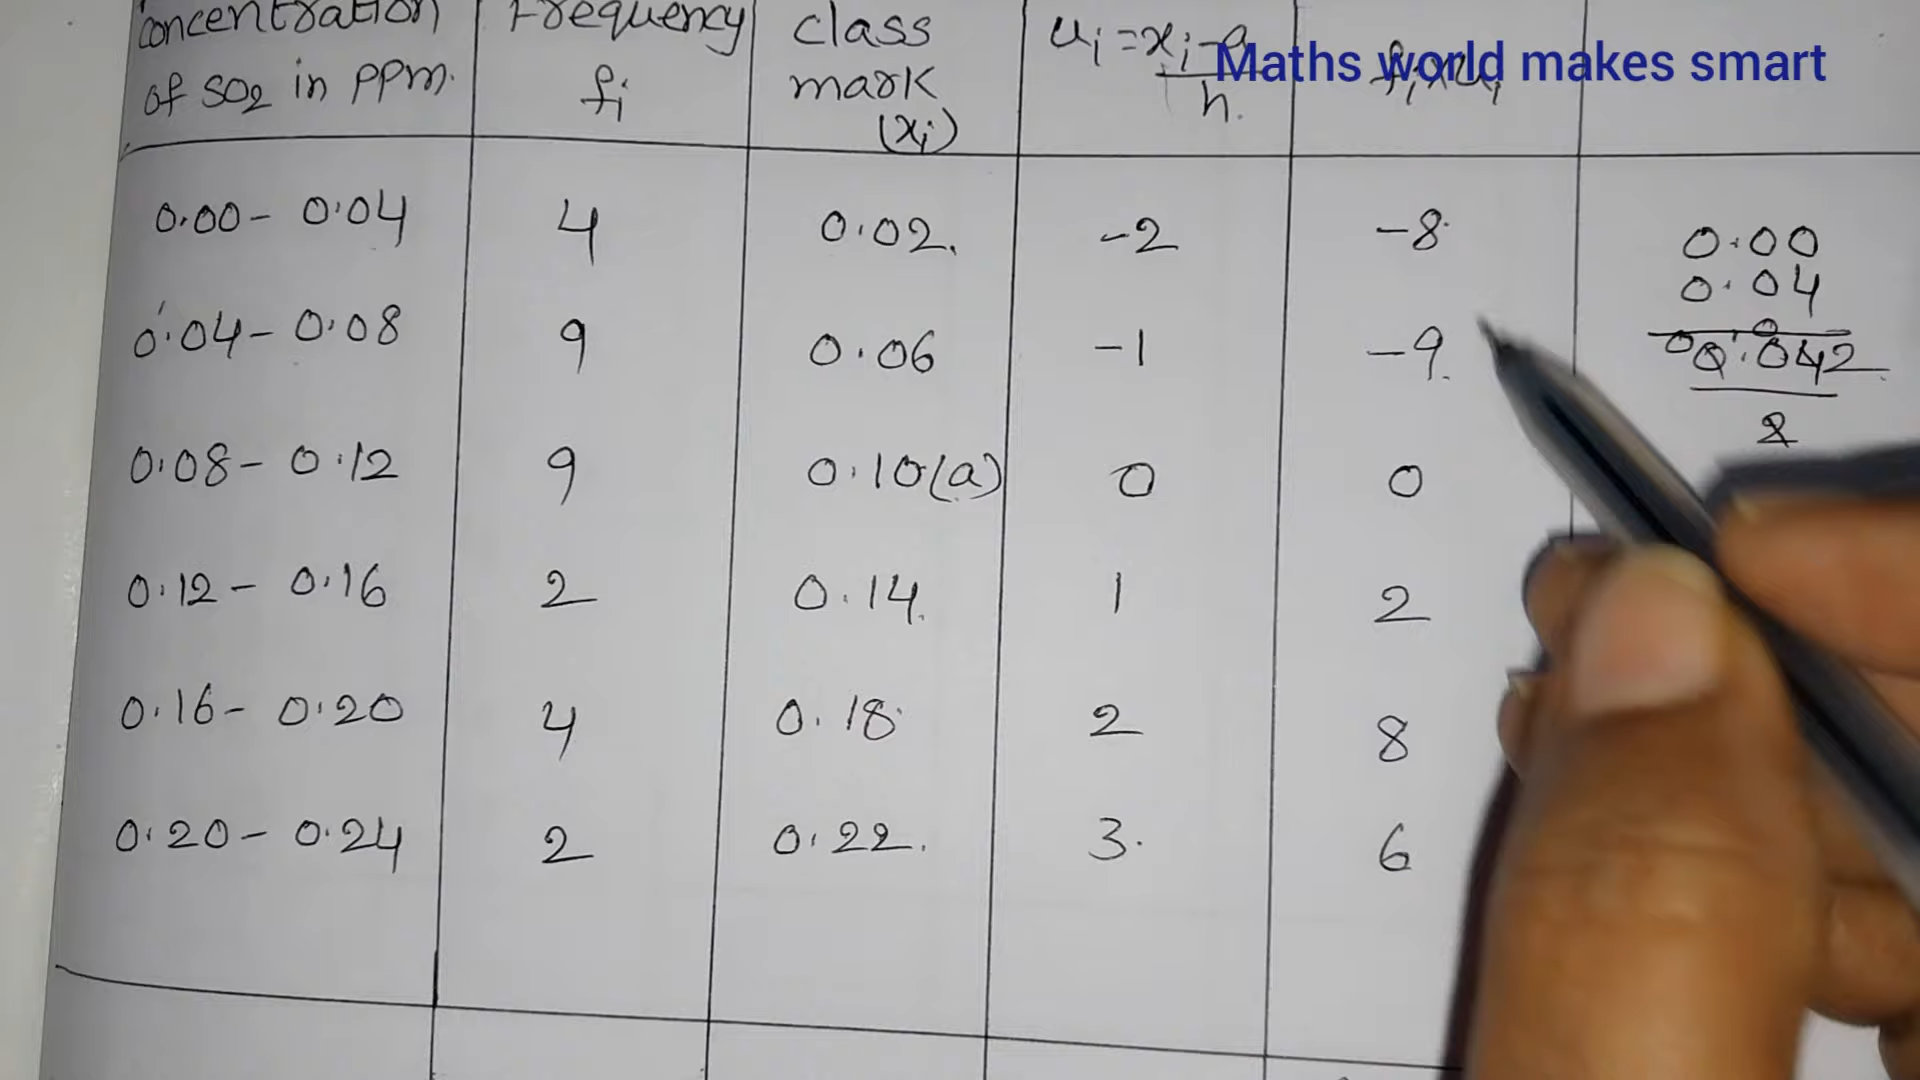 Concentration Frequency class ui = xi - a
of SO2 in PPM. fi mark h. fi x ui
(xi)
Maths world makes smart
0.00 - 0.04 4 0.02. -2 -8
0.04 - 0.08 9 0.06 -1 -9
0.08 - 0.12 9 0.10(a) 0 0
0.12 - 0.16 2 0.14 1 2
0.16 - 0.20 4 0.18 2 8
0.20 - 0.24 2 0.22. 3. 6
0.00
0.04
2